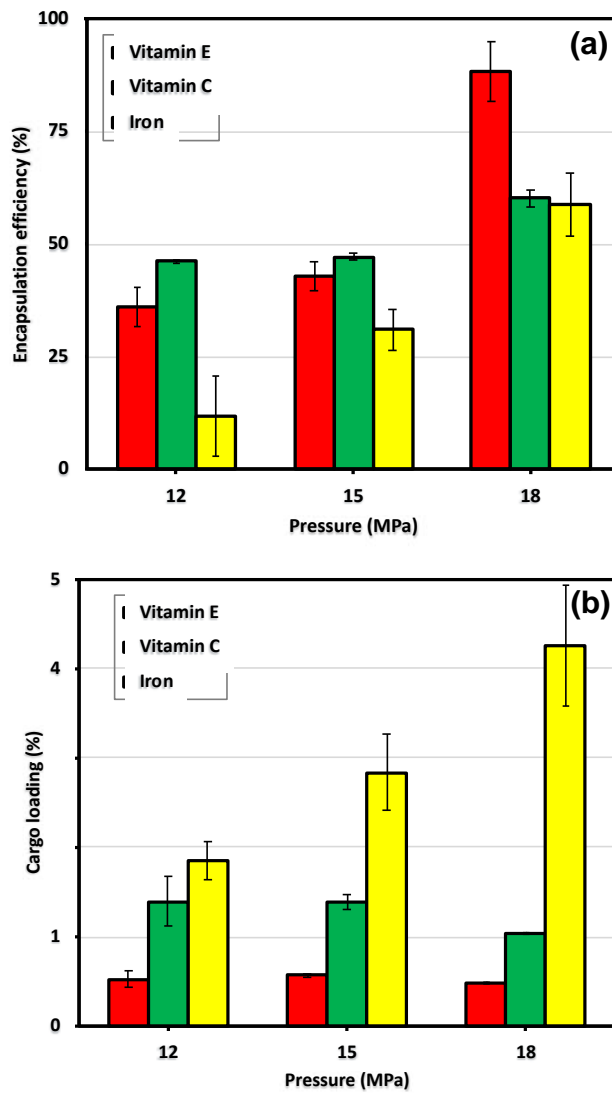 100
(a)
Vitamin E
Vitamin C
75
Iron
50
25
0
12 15 18
Pressure (MPa)
Encapsulation efficiency (%)
5
(b)
Vitamin E
4
Vitamin C
Iron
1
0
12 15 18
Pressure (MPa)
Cargo loading (%)